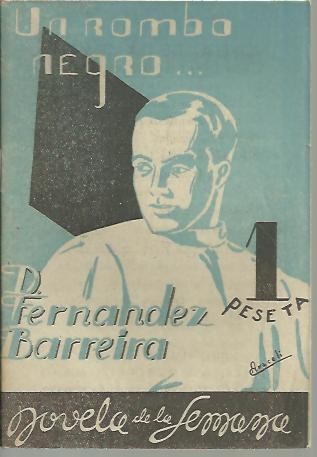 Un rombo
negro...
1
PESETA
D.
Fernandez
Barreira
novela de la Semana